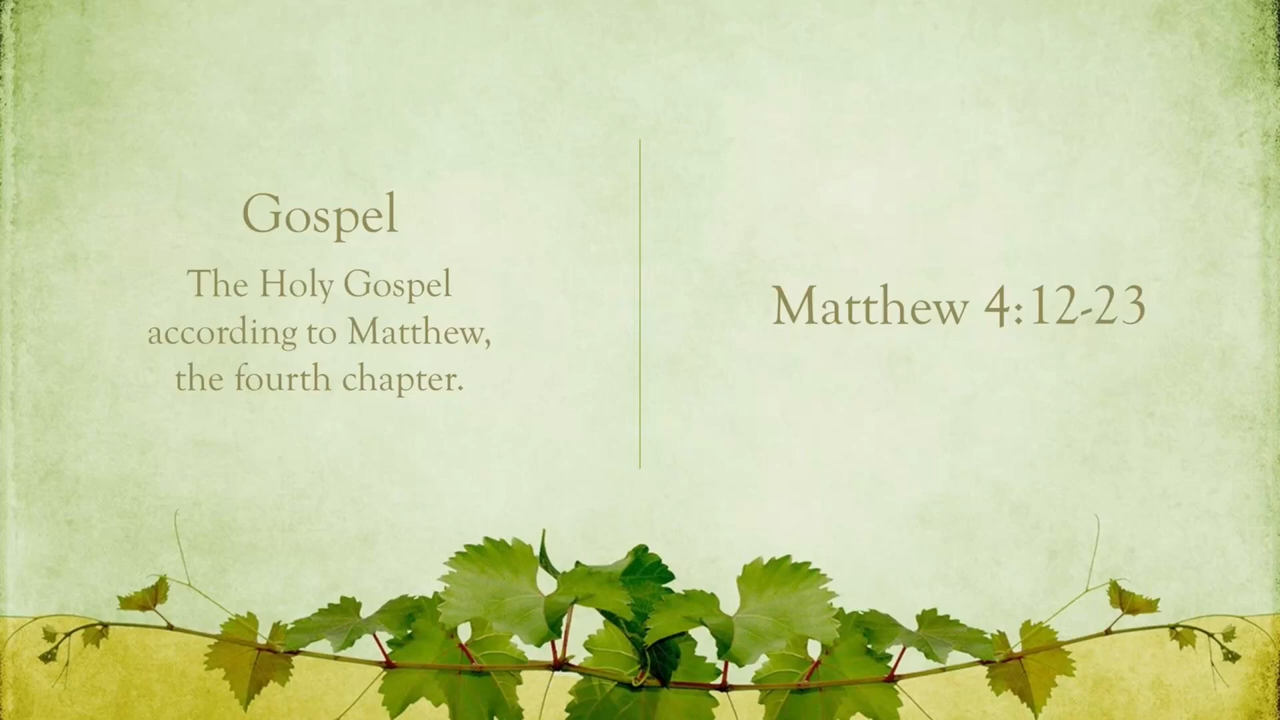 Gospel
The Holy Gospel
according to Matthew,
the fourth chapter.
Matthew 4:12-23